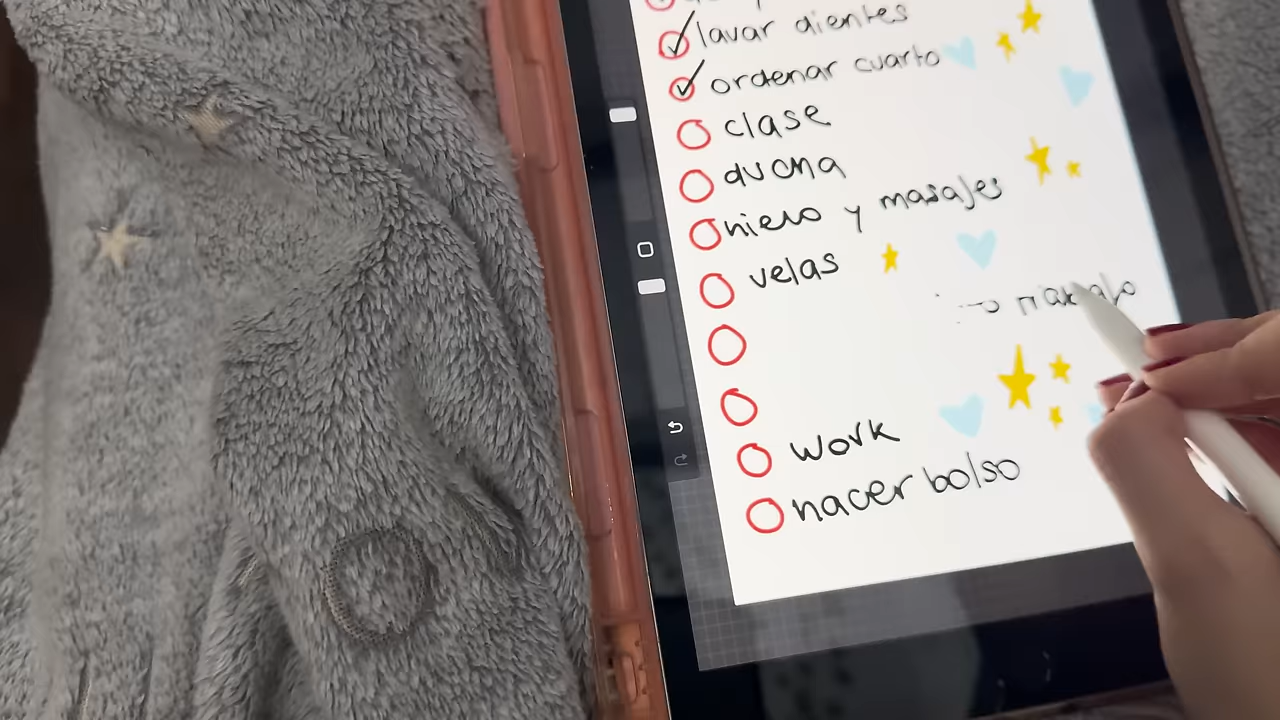 lavar dientes
ordenar cuarto
clase
ducha
hielo y masajes
velas
work
hacer bolso